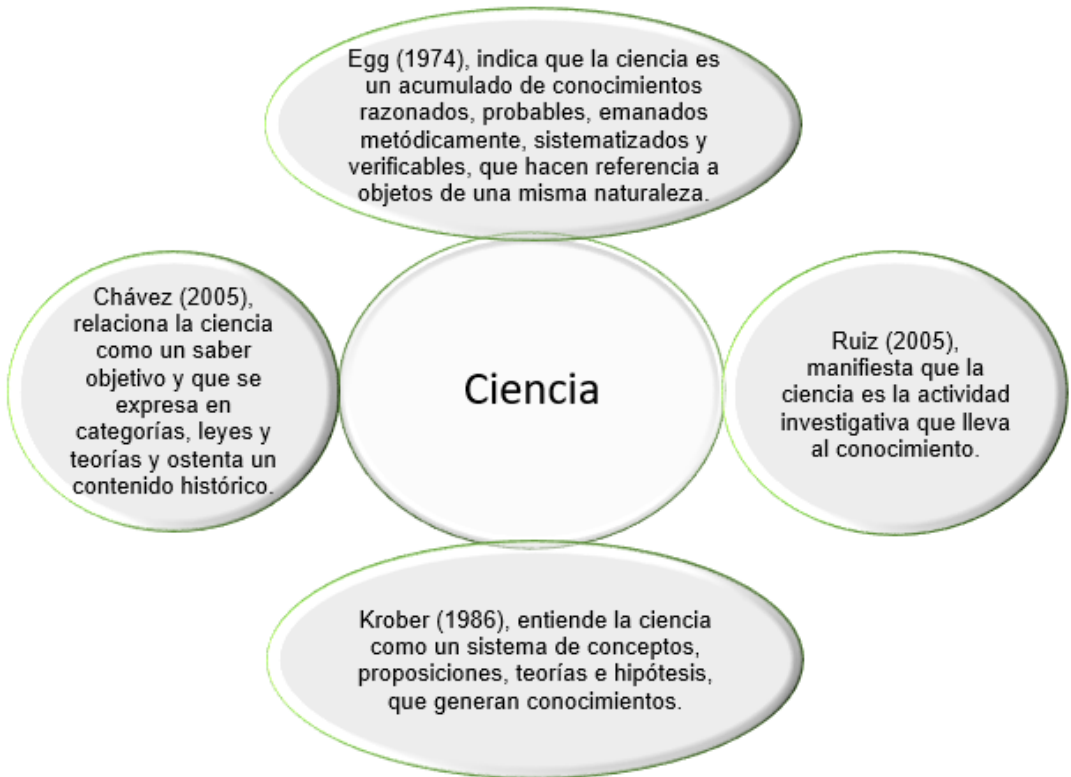 Egg (1974), indica que la ciencia es
un acumulado de conocimientos
razonados, probables, emanados
metódicamente, sistematizados y
verificables, que hacen referencia a
objetos de una misma naturaleza.
Chávez (2005),
relaciona la ciencia
como un saber
objetivo y que se
expresa en
categorías, leyes y
teorías y ostenta un
contenido histórico.
Ciencia
Ruiz (2005),
manifiesta que la
ciencia es la actividad
investigativa que lleva
al conocimiento.
Krober (1986), entiende la ciencia
como un sistema de conceptos,
proposiciones, teorías e hipótesis,
que generan conocimientos.